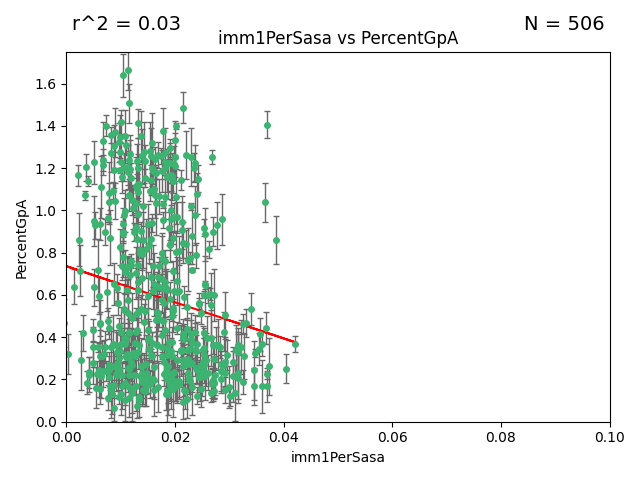 r^2 = 0.03
N = 506
imm1PerSasa vs PercentGpA
PercentGpA
1.6
1.4
1.2
1.0
0.8
0.6
0.4
0.2
0.0
0.00 0.02 0.04 0.06 0.08 0.10
imm1PerSasa